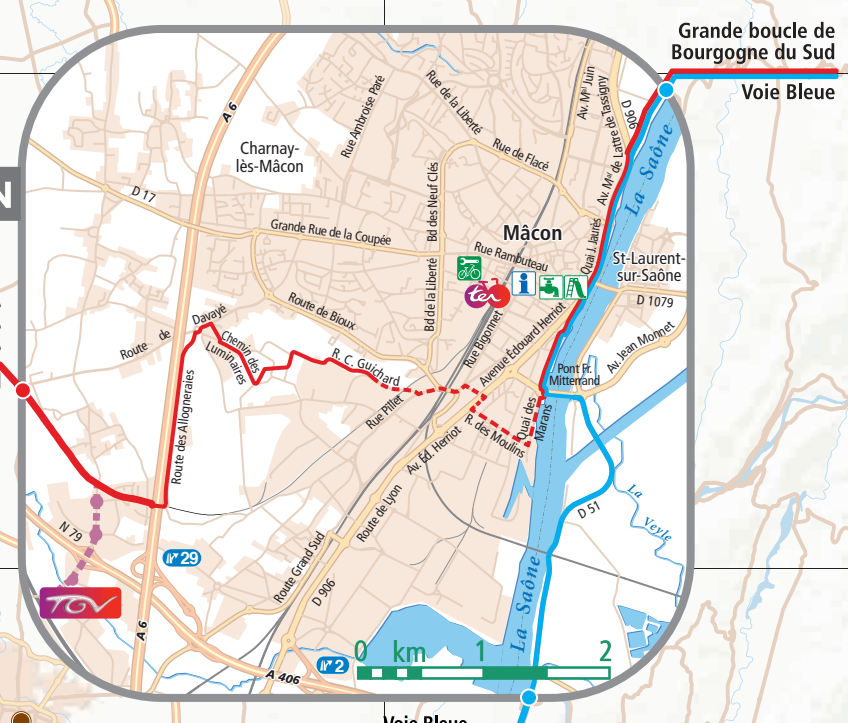 Grande boucle de
Bourgogne du Sud
Voie Bleue
N
A 6
Rue Ambroise Paré
Rue de la Liberté
Av. Mal Juin
Av. Mal de Lattre de Tassigny
D 906
La Saône
Charnay-
lès-Mâcon
Rue de Flacé
D 17
Bd des Neuf Clés
Grande Rue de la Coupée
Mâcon
Rue Rambuteau
Quai J. Jaurès
St-Laurent-
sur-Saône
D 1079
ter
i
Bd de la Liberté
Route de Bioux
Rue Bigonnet
Avenue Édouard Herriot
Av. Jean Monnet
Route de Davayé
Chemin des
Luminaires
R. C. Guichard
Pont Fr.
Mitterrand
Route des Allogneraies
Rue Pillet
Quai des
Marans
R. des Moulins
Av. Éd. Herriot
Route de Lyon
D 51
La Veyle
N 79
29
Route Grand Sud
D 906
TGV
A 6
La Saône
2
A 406
0 km 1 2
Voie Bleue